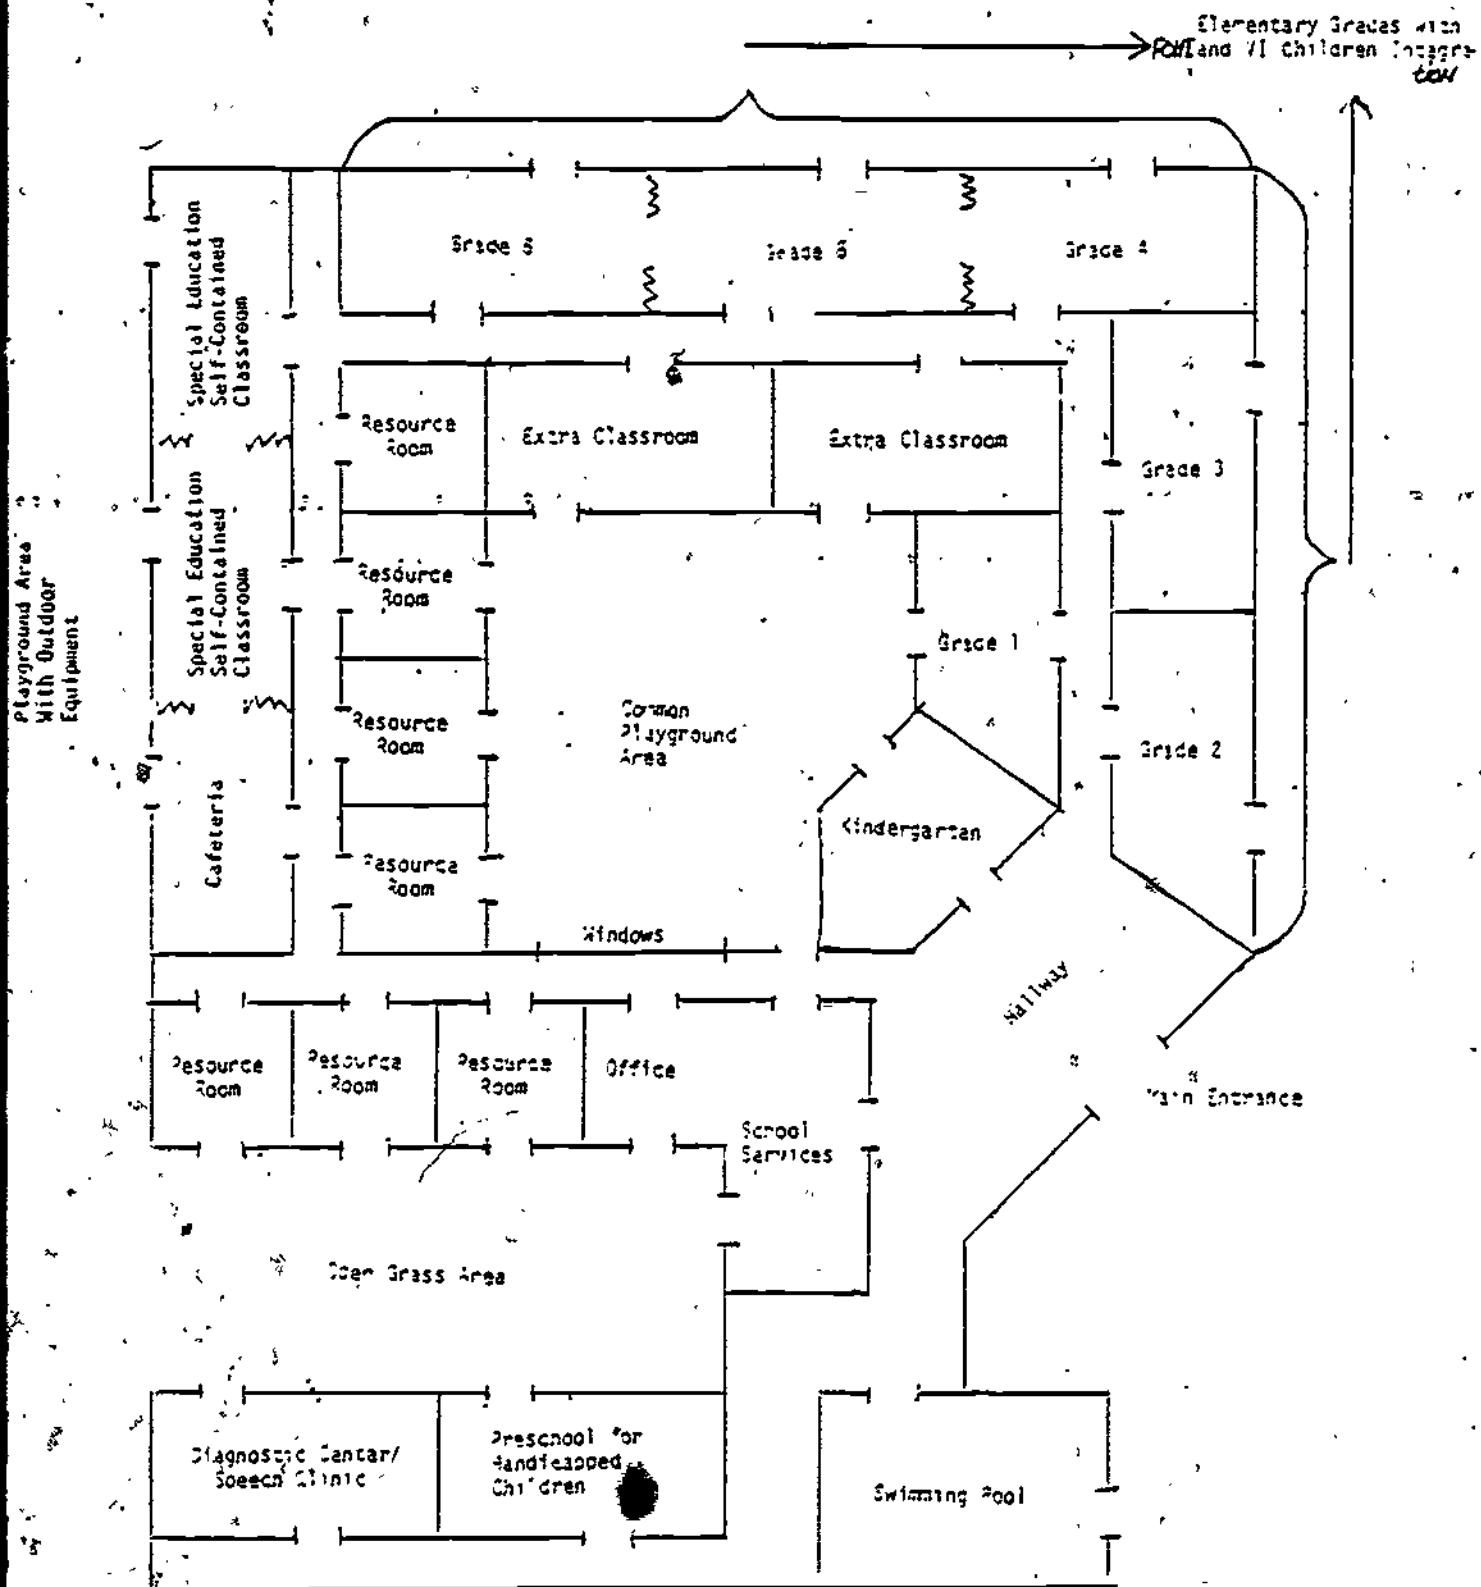 Elementary Grades with
and VI Children Integra-
tion
Grade 6
Grade 5
Grade 4
Special Education
Self-Contained
Classroom
Resource
Room
Extra Classroom
Extra Classroom
Grade 3
Playground Area
With Outdoor
Equipment
Special Education
Self-Contained
Classroom
Resource
Room
Grade 1
Resource
Room
Common
Playground
Area
Grade 2
Cafeteria
Resource
Room
Kindergarten
Windows
Hallway
Resource
Room
Resource
Room
Resource
Room
Office
Main Entrance
School
Services
Open Grass Area
Diagnostic Center/
Speech Clinic
Preschool for
Handicapped
Children
Swimming Pool